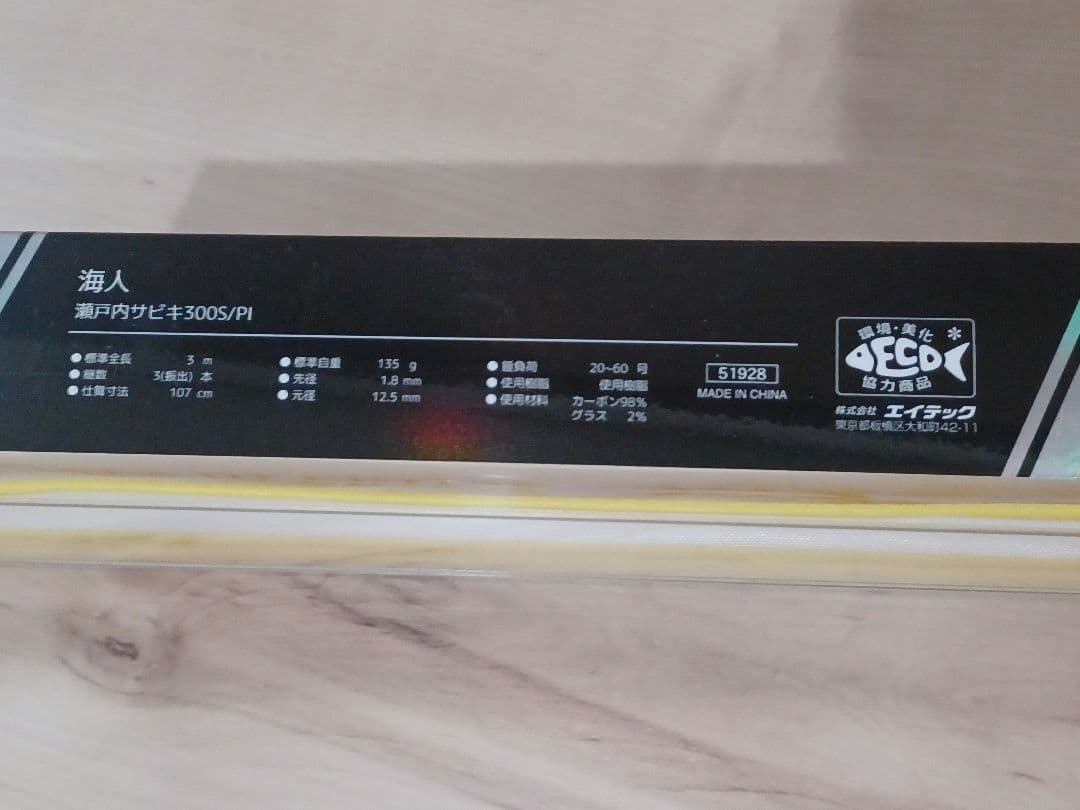 海人
瀬戸内サビキ300S/PI
●標準全長 3 m
●継数 3(振出) 本
●仕舞寸法 107 cm
●標準自重 135 g
●先径 1.8 mm
●元径 12.5 mm
●錘負荷 20~60 号
●使用樹脂 使用樹脂
●使用材料 カーボン98%
グラス 2%
51928
MADE IN CHINA
環境・美化
DECO
協力商品
株式会社 エイテック
東京都板橋区大和町42-11